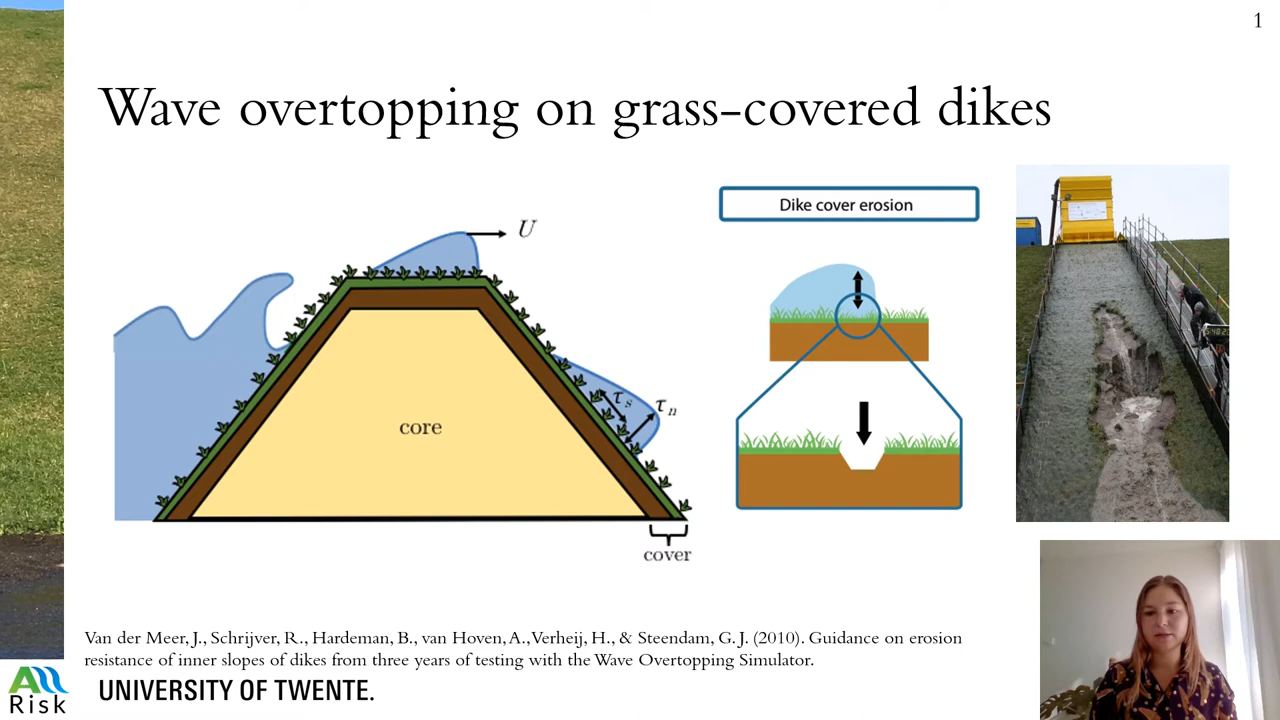 1
Wave overtopping on grass-covered dikes
Dike cover erosion
U
τs
τn
core
cover
Van der Meer, J., Schrijver, R., Hardeman, B., van Hoven, A., Verheij, H., & Steendam, G. J. (2010). Guidance on erosion
resistance of inner slopes of dikes from three years of testing with the Wave Overtopping Simulator.
All
Risk
UNIVERSITY OF TWENTE.